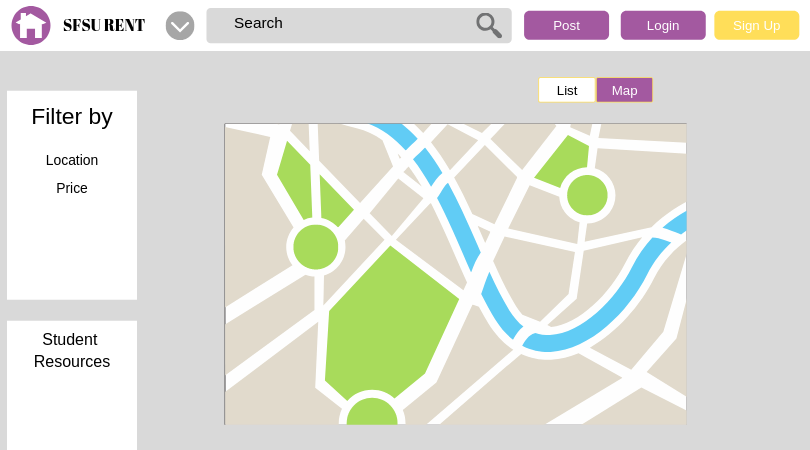 SFSU RENT
Search
Post
Login
Sign Up
List
Map
Filter by
Location
Price
Student
Resources